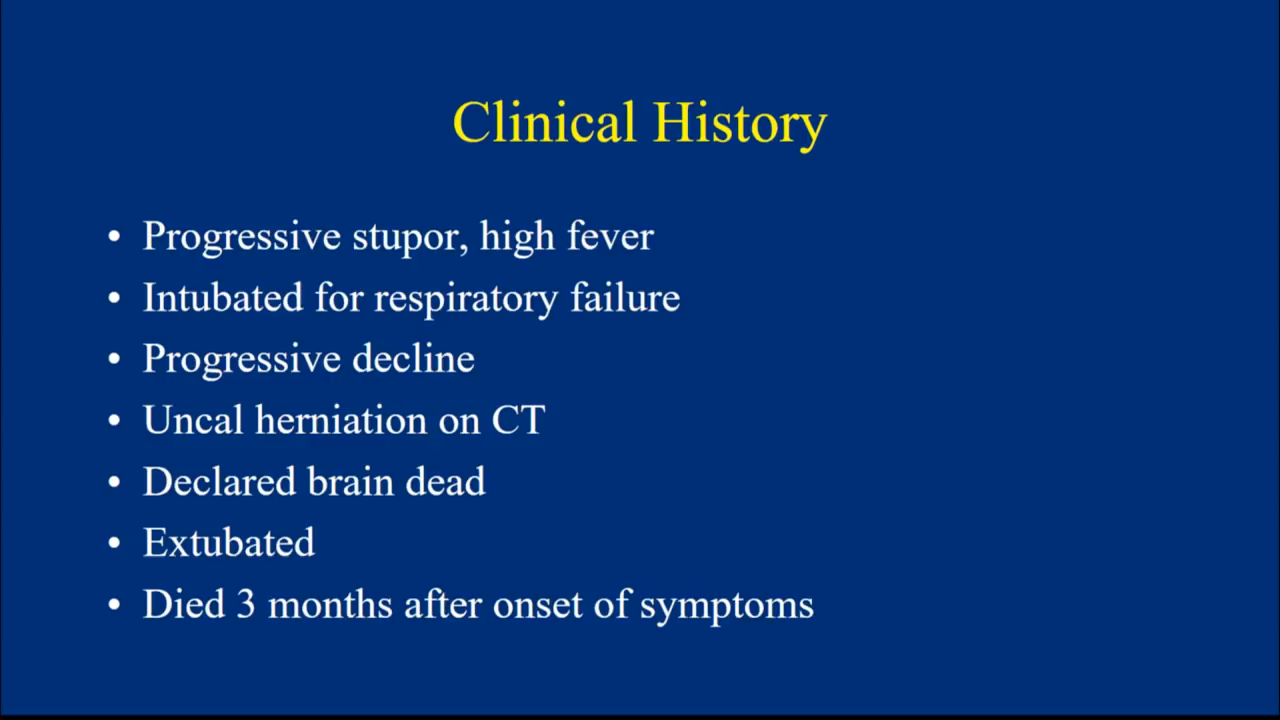 Clinical History
• Progressive stupor, high fever
• Intubated for respiratory failure
• Progressive decline
• Uncal herniation on CT
• Declared brain dead
• Extubated
• Died 3 months after onset of symptoms